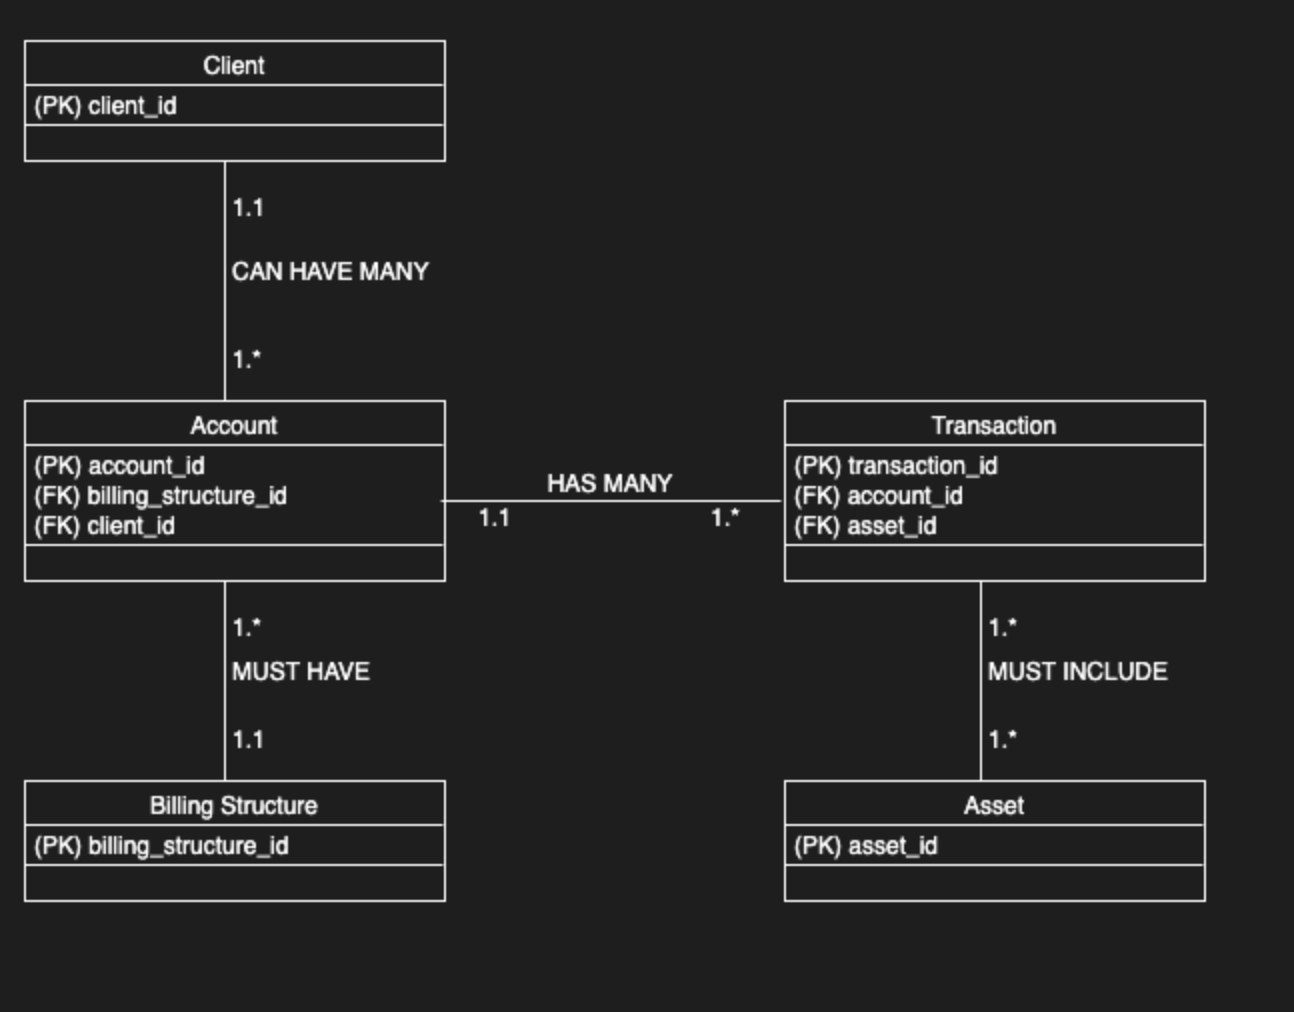 Client
(PK) client_id
1.1
CAN HAVE MANY
1.*
Account
(PK) account_id
(FK) billing_structure_id
(FK) client_id
HAS MANY
1.1
1.*
Transaction
(PK) transaction_id
(FK) account_id
(FK) asset_id
1.*
MUST HAVE
1.1
1.*
MUST INCLUDE
1.*
Billing Structure
(PK) billing_structure_id
Asset
(PK) asset_id